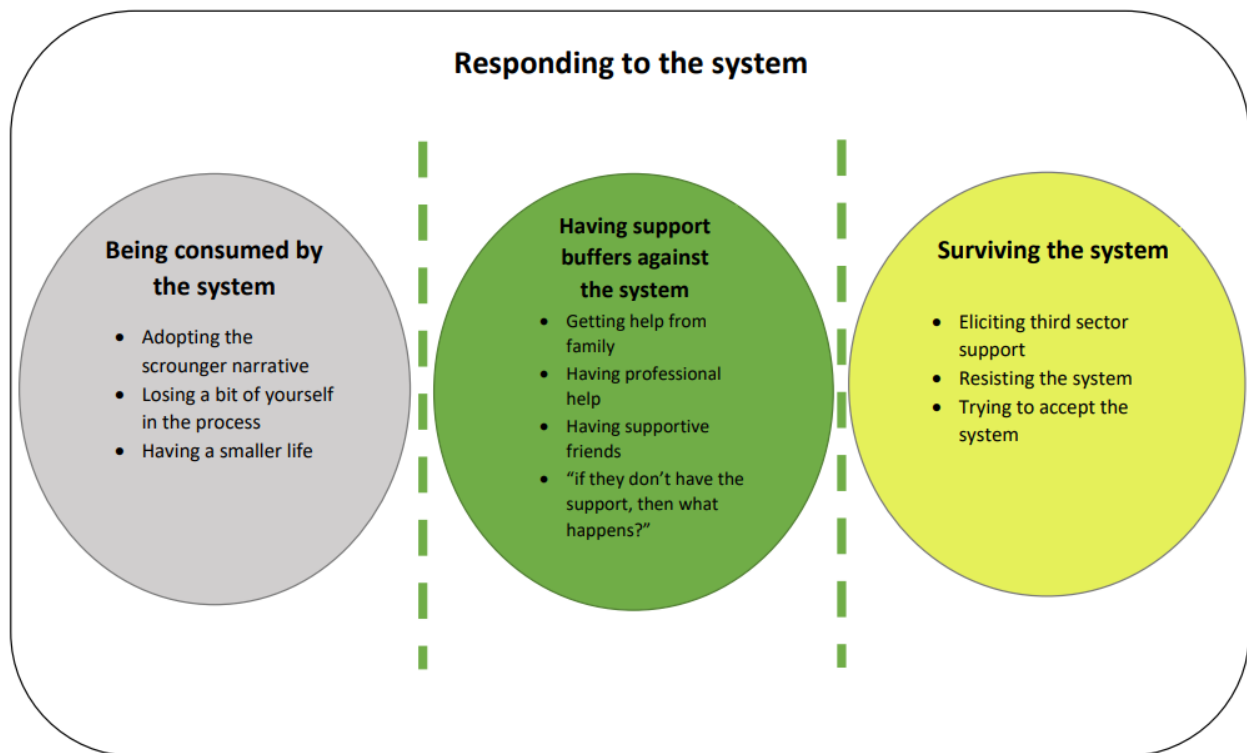 Responding to the system
Being consumed by
the system
• Adopting the
scrounger narrative
• Losing a bit of yourself
in the process
• Having a smaller life
Having support
buffers against
the system
• Getting help from
family
• Having professional
help
• Having supportive
friends
• “if they don’t have the
support, then what
happens?”
Surviving the system
• Eliciting third sector
support
• Resisting the system
• Trying to accept the
system